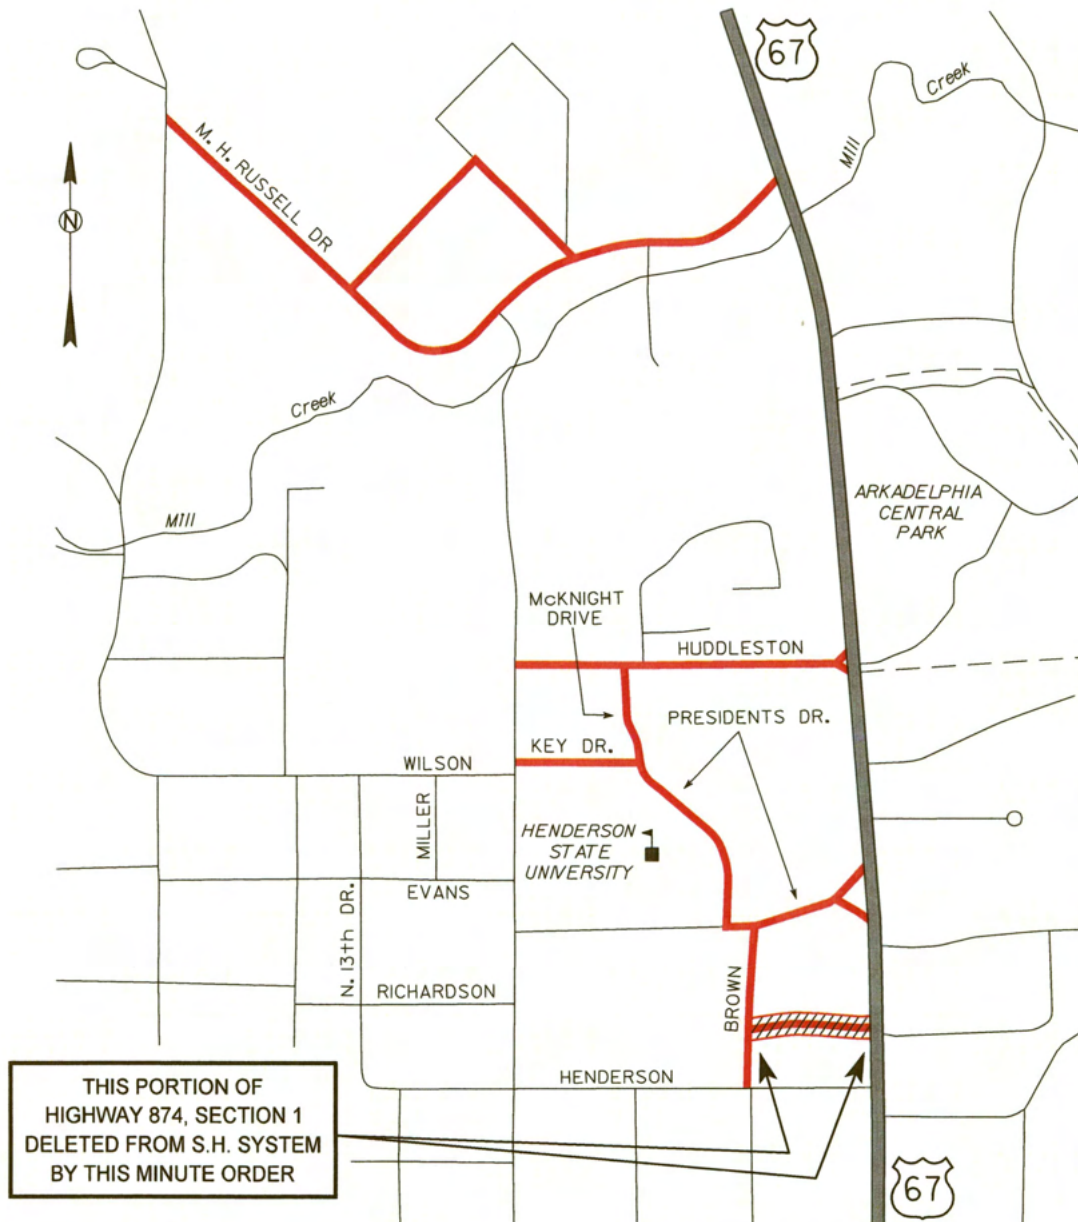 67
Creek
Mill
M. H. RUSSELL DR
N
Creek
Mill
ARKADELPHIA
CENTRAL
PARK
McKNIGHT
DRIVE
HUDDLESTON
PRESIDENTS DR.
KEY DR.
WILSON
MILLER
HENDERSON
STATE
UNIVERSITY
EVANS
N. 13th DR.
RICHARDSON
BROWN
HENDERSON
THIS PORTION OF
HIGHWAY 874, SECTION 1
DELETED FROM S.H. SYSTEM
BY THIS MINUTE ORDER
67